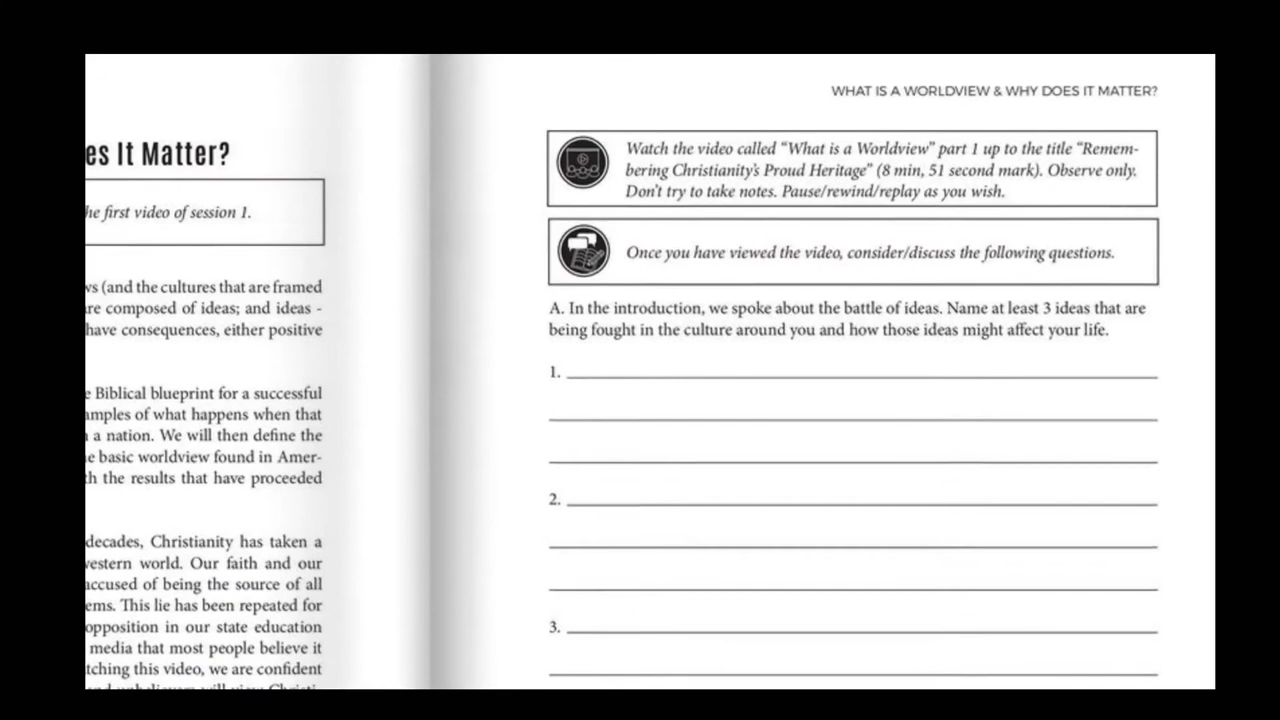 es It Matter?
he first video of session 1.
ws (and the cultures that are framed
re composed of ideas; and ideas -
have consequences, either positive
e Biblical blueprint for a successful
amples of what happens when that
a nation. We will then define the
e basic worldview found in Amer-
th the results that have proceeded
decades, Christianity has taken a
western world. Our faith and our
accused of being the source of all
ems. This lie has been repeated for
opposition in our state education
media that most people believe it
tching this video, we are confident
WHAT IS A WORLDVIEW & WHY DOES IT MATTER?
Watch the video called “What is a Worldview” part 1 up to the title “Remem-
bering Christianity’s Proud Heritage” (8 min, 51 second mark). Observe only.
Don’t try to take notes. Pause/rewind/replay as you wish.
Once you have viewed the video, consider/discuss the following questions.
A. In the introduction, we spoke about the battle of ideas. Name at least 3 ideas that are
being fought in the culture around you and how those ideas might affect your life.
1.
2.
3.